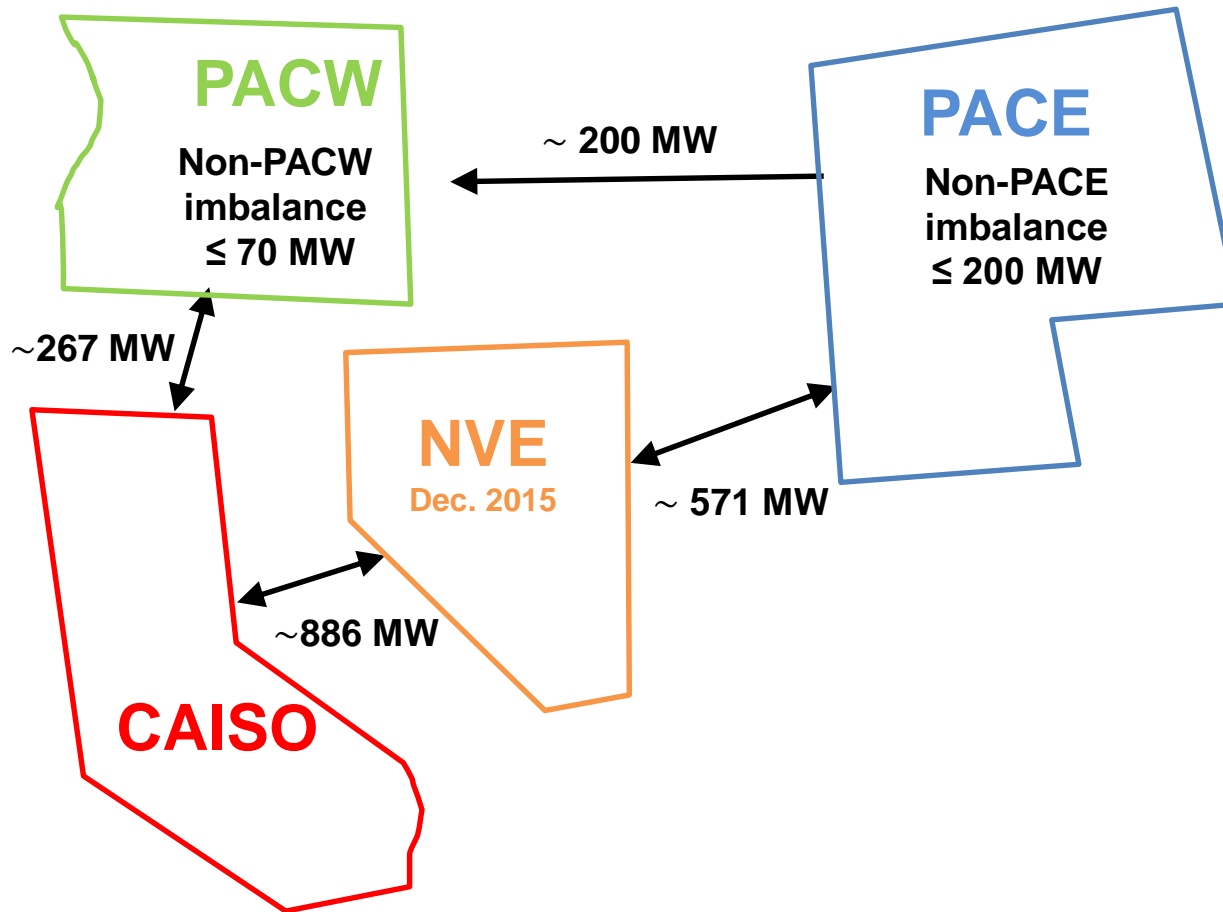 PACW
Non-PACW
imbalance
≤ 70 MW
~ 200 MW
PACE
Non-PACE
imbalance
≤ 200 MW
~267 MW
NVE
Dec. 2015
~ 571 MW
~886 MW
CAISO